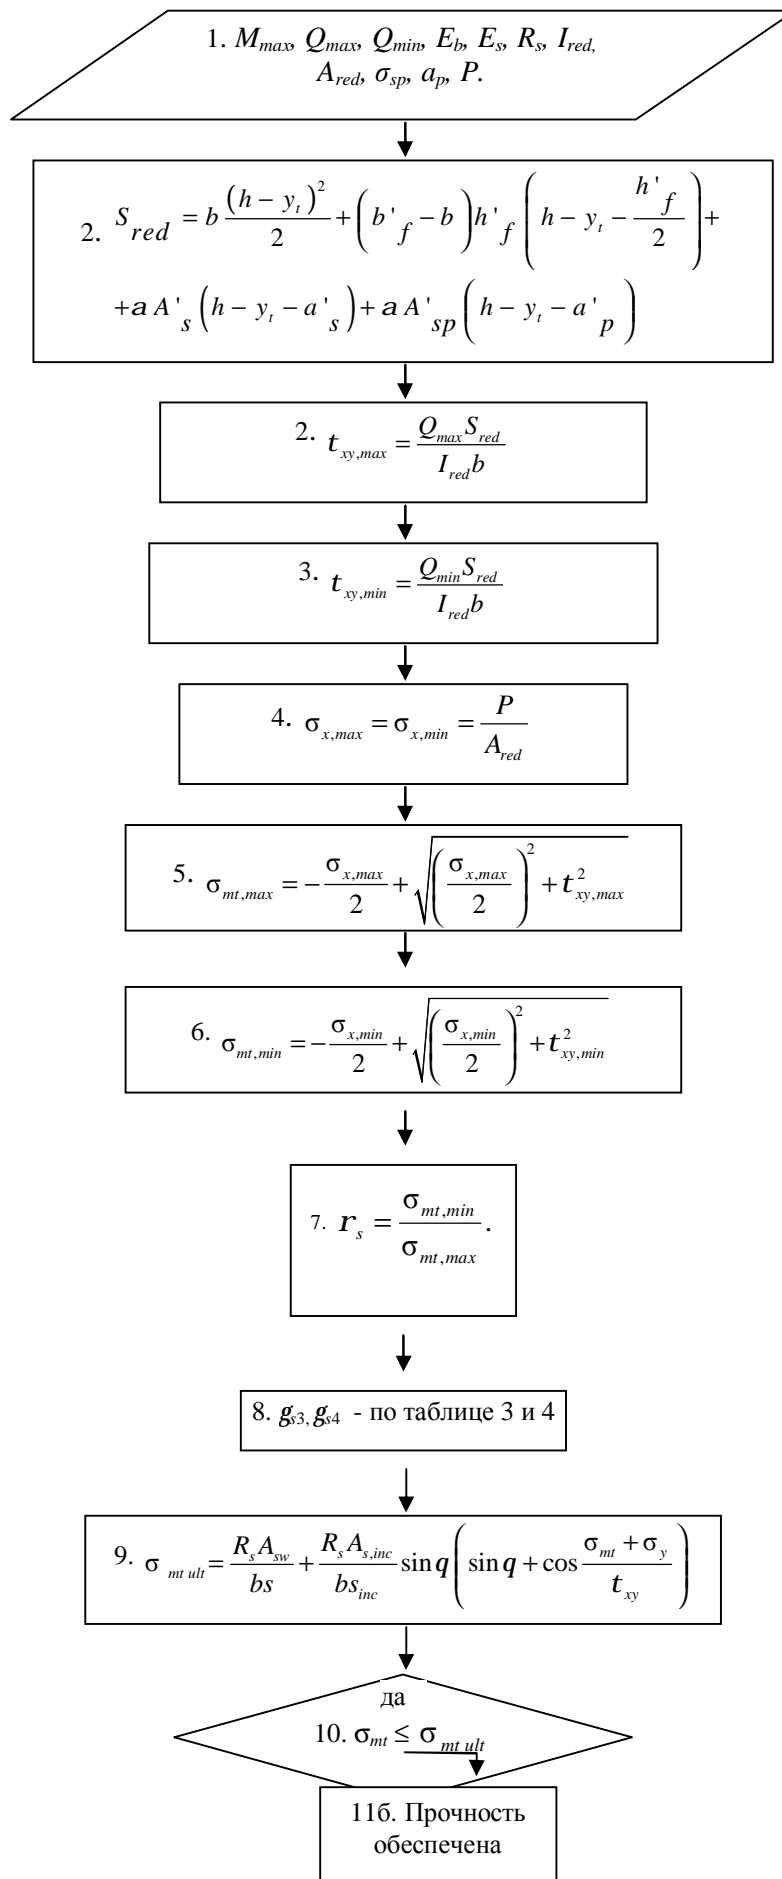 1. M_max, Q_max, Q_min, E_b, E_s, R_s, I_red,
A_red, σ_sp, a_p, P.
2. S_red = b (h − y_t)^2 / 2 + (b'_f − b) h'_f (h − y_t − h'_f / 2) +
+a A'_s (h − y_t − a'_s) + a A'_sp (h − y_t − a'_p)
2. t_xy,max = Q_max S_red / I_red b
3. t_xy,min = Q_min S_red / I_red b
4. σ_x,max = σ_x,min = P / A_red
5. σ_mt,max = − σ_x,max / 2 + √((σ_x,max / 2)^2 + t^2_xy,max)
6. σ_mt,min = − σ_x,min / 2 + √((σ_x,min / 2)^2 + t^2_xy,min)
7. r_s = σ_mt,min / σ_mt,max.
8. g_s3, g_s4 - по таблице 3 и 4
9. σ_mt ult = R_s A_sw / bs + R_s A_s,inc / bs_inc sin q (sin q + cos (σ_mt + σ_y) / t_xy)
да
10. σ_mt ≤ σ_mt ult
11б. Прочность
обеспечена